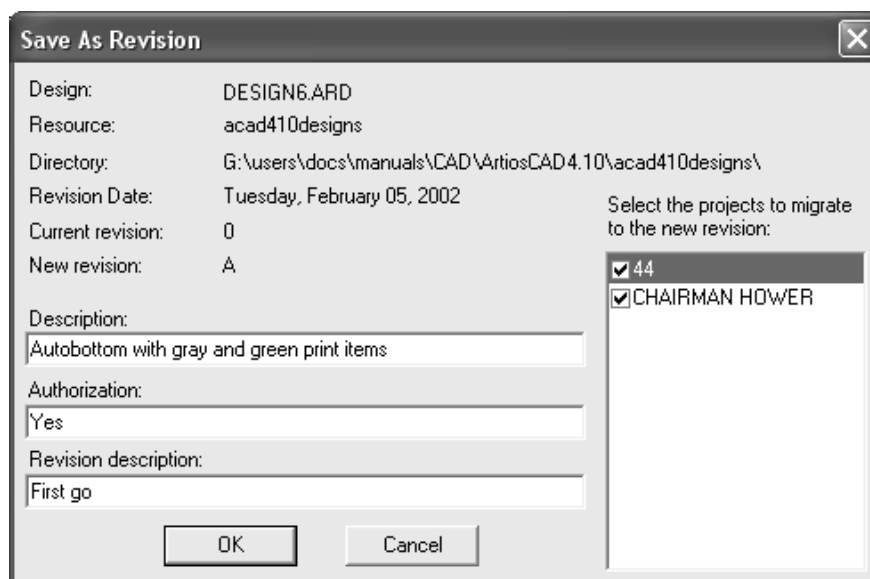 Save As Revision
Design: DESIGN6.ARD
Resource: acad410designs
Directory: G:\users\docs\manuals\CAD\ArtiosCAD4.10\acad410designs\
Revision Date: Tuesday, February 05, 2002
Current revision: 0
New revision: A
Description:
Autobottom with gray and green print items
Authorization:
Yes
Revision description:
First go
OK Cancel
Select the projects to migrate
to the new revision:
44
CHAIRMAN HOWER